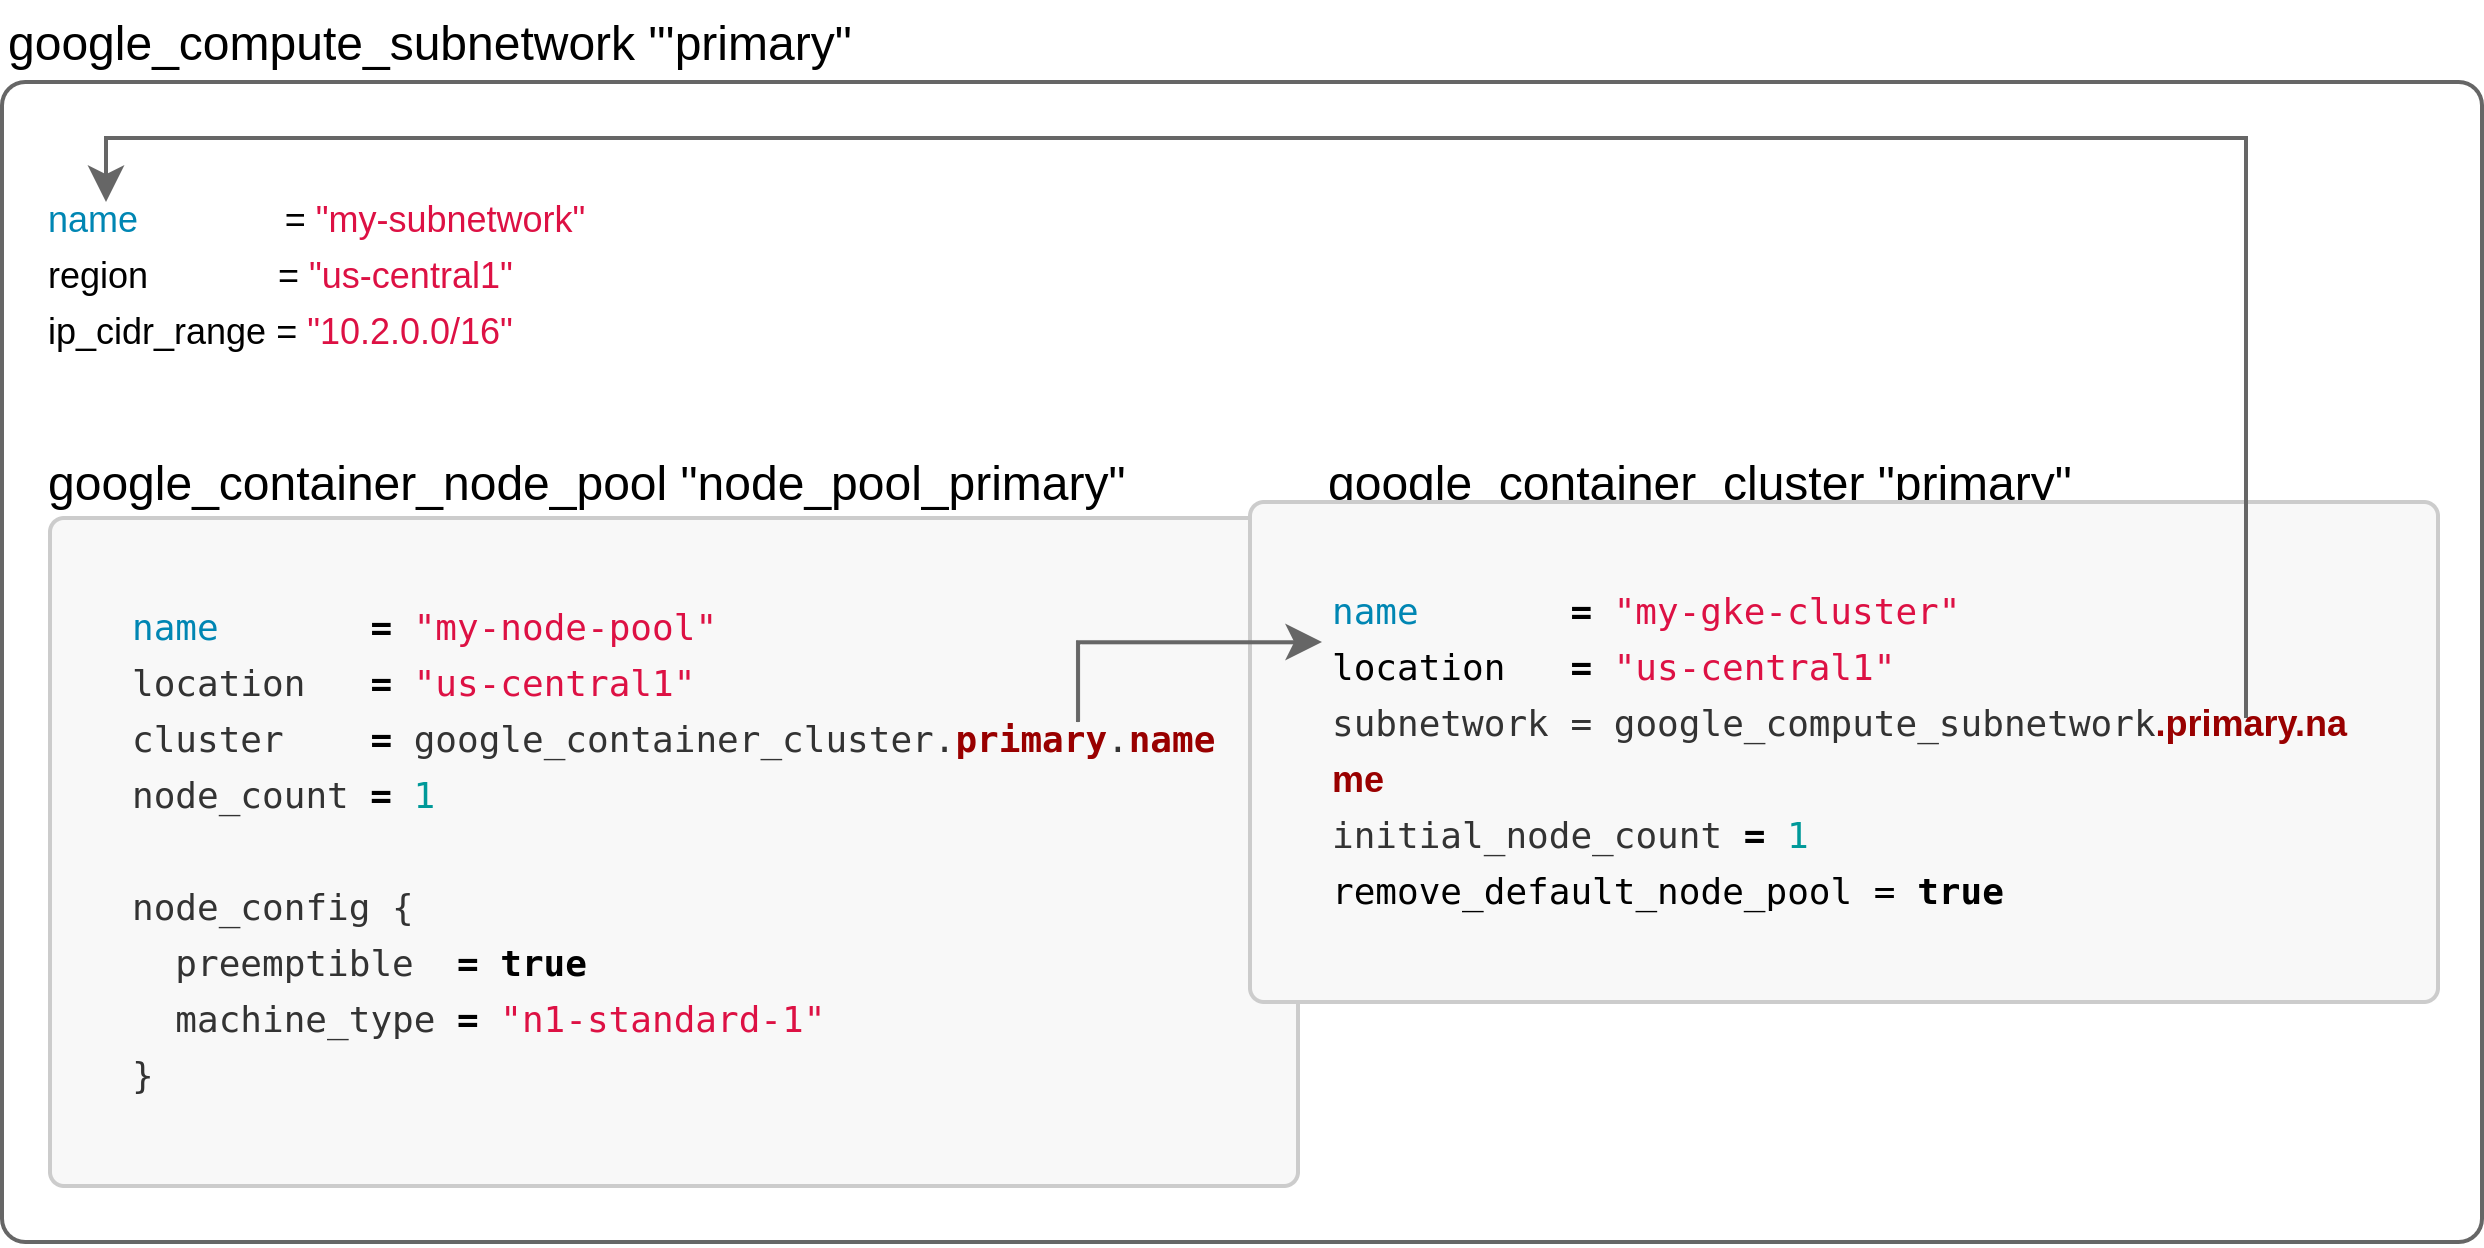 google_compute_subnetwork "'primary"
name = "my-subnetwork"
region = "us-central1"
ip_cidr_range = "10.2.0.0/16"
google_container_node_pool "node_pool_primary"
name = "my-node-pool"
location = "us-central1"
cluster = google_container_cluster.primary.name
node_count = 1
node_config {
preemptible = true
machine_type = "n1-standard-1"
}
google_container_cluster "primary"
name = "my-gke-cluster"
location = "us-central1"
subnetwork = google_compute_subnetwork.primary.na
me
initial_node_count = 1
remove_default_node_pool = true